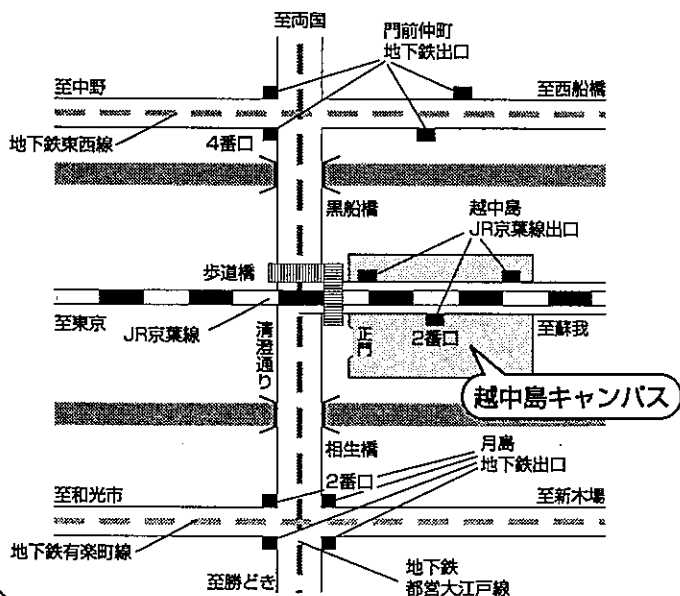 至両国
門前仲町
地下鉄出口
至中野
至西船橋
地下鉄東西線
4番口
黒船橋
越中島
JR京葉線出口
歩道橋
至東京
JR京葉線
清澄通り
正門
2番口
至蘇我
越中島キャンパス
相生橋
月島
地下鉄出口
2番口
至和光市
至新木場
地下鉄有楽町線
地下鉄
都営大江戸線
至勝どき